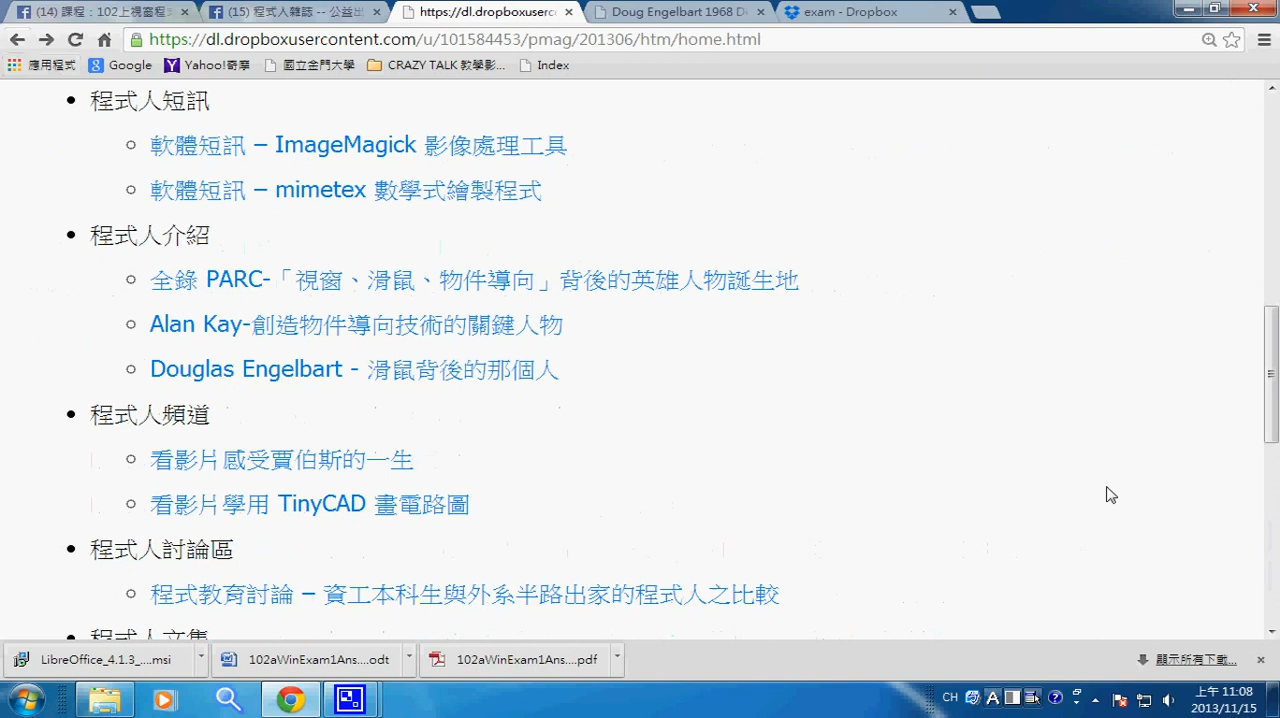 (14) 課程：102上視窗程
(15) 程式人雜誌 -- 公益出
https://dl.dropboxuserc
Doug Engelbart 1968 D
exam - Dropbox
https://dl.dropboxusercontent.com/u/101584453/pmag/201306/htm/home.html
應用程式
Google
Yahoo!奇摩
國立金門大學
CRAZY TALK 教學影...
Index
程式人短訊
軟體短訊 – ImageMagick 影像處理工具
軟體短訊 – mimetex 數學式繪製程式
程式人介紹
全錄 PARC-「視窗、滑鼠、物件導向」背後的英雄人物誕生地
Alan Kay-創造物件導向技術的關鍵人物
Douglas Engelbart - 滑鼠背後的那個人
程式人頻道
看影片感受賈伯斯的一生
看影片學用 TinyCAD 畫電路圖
程式人討論區
程式教育討論 – 資工本科生與外系半路出家的程式人之比較
程式人文集
LibreOffice_4.1.3_....msi
102aWinExam1Ans....odt
102aWinExam1Ans....pdf
顯示所有下載...
CH
A
上午 11:08
2013/11/15